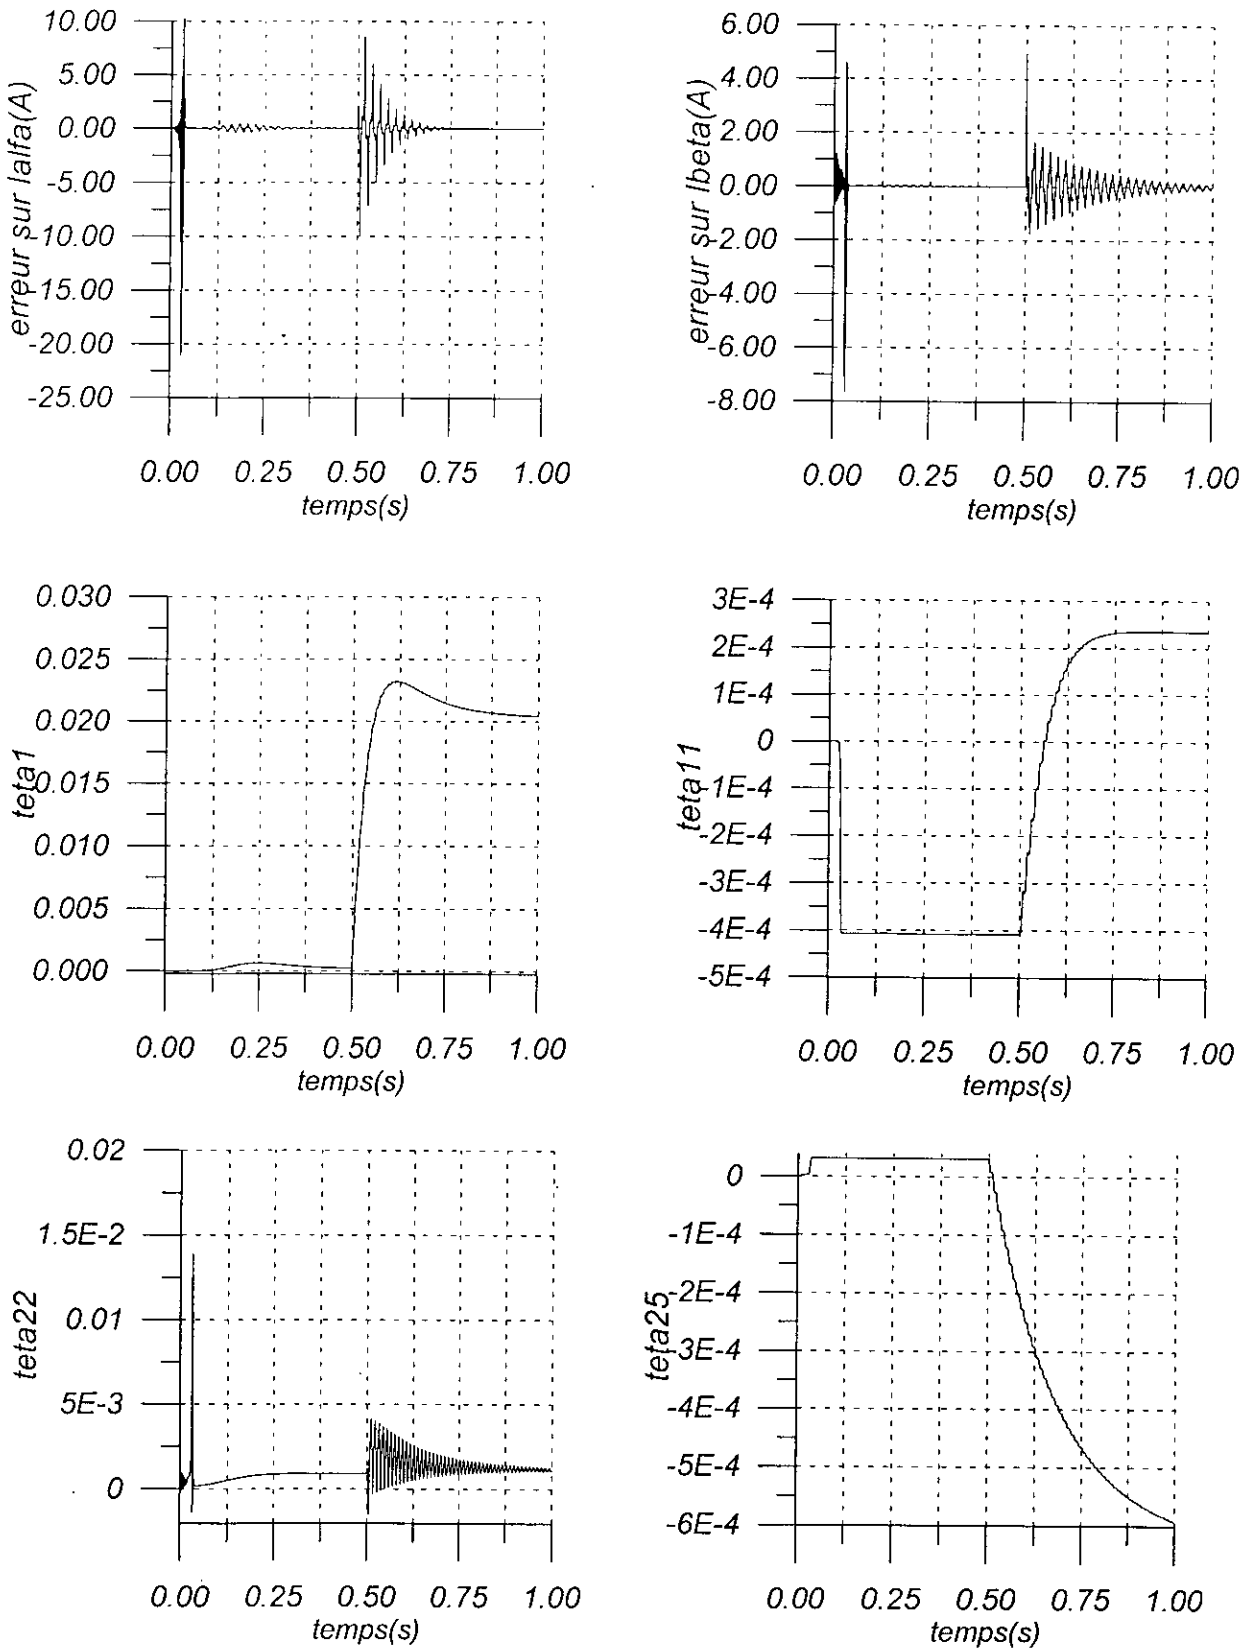 10.00
5.00
0.00
-5.00
-10.00
-15.00
-20.00
-25.00
erreur sur Ialfa(A)
0.00 0.25 0.50 0.75 1.00
temps(s)
6.00
4.00
2.00
0.00
-2.00
-4.00
-6.00
-8.00
erreur sur Ibeta(A)
0.00 0.25 0.50 0.75 1.00
temps(s)
0.030
0.025
0.020
0.015
0.010
0.005
0.000
teta1
0.00 0.25 0.50 0.75 1.00
temps(s)
3E-4
2E-4
1E-4
0
-1E-4
-2E-4
-3E-4
-4E-4
-5E-4
teta11
0.00 0.25 0.50 0.75 1.00
temps(s)
0.02
1.5E-2
0.01
5E-3
0
teta22
0.00 0.25 0.50 0.75 1.00
temps(s)
0
-1E-4
-2E-4
-3E-4
-4E-4
-5E-4
-6E-4
teta25
0.00 0.25 0.50 0.75 1.00
temps(s)